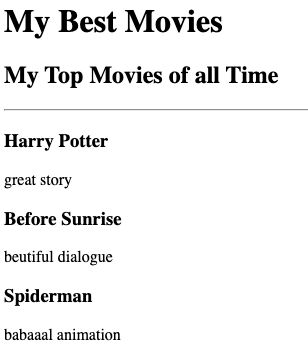 My Best Movies
My Top Movies of all Time
Harry Potter
great story
Before Sunrise
beutiful dialogue
Spiderman
babaaal animation